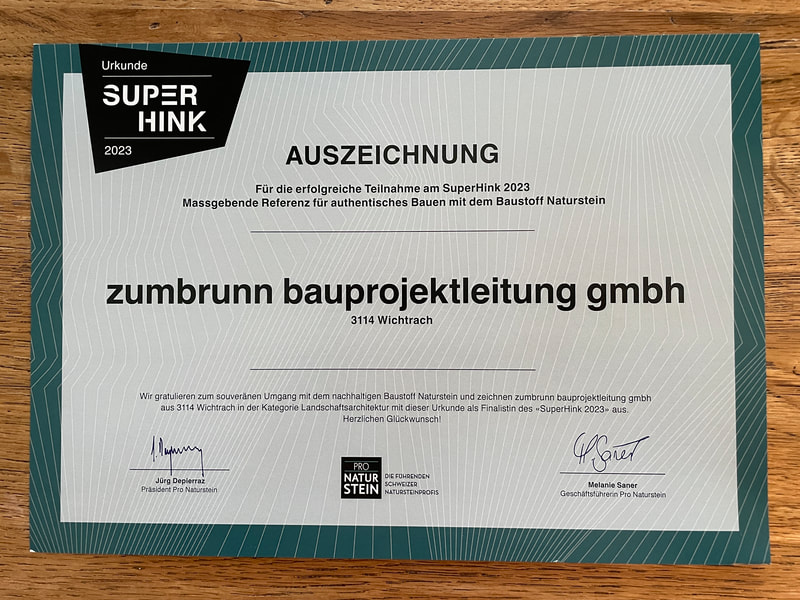 Urkunde
SUPER
HINK
2023
AUSZEICHNUNG
Für die erfolgreiche Teilnahme am SuperHink 2023
Massgebende Referenz für authentisches Bauen mit dem Baustoff Naturstein
zumbrunn bauprojektleitung gmbh
3114 Wichtrach
Wir gratulieren zum souveränen Umgang mit dem nachhaltigen Baustoff Naturstein und zeichnen zumbrunn bauprojektleitung gmbh
aus 3114 Wichtrach in der Kategorie Landschaftsarchitektur mit dieser Urkunde als Finalistin des «SuperHink 2023» aus.
Herzlichen Glückwunsch!
Jürg Depierraz
Präsident Pro Naturstein
PRO
NATUR
STEIN
DIE FÜHRENDEN
SCHWEIZER
NATURSTEINPROFIS
Melanie Saner
Geschäftsführerin Pro Naturstein